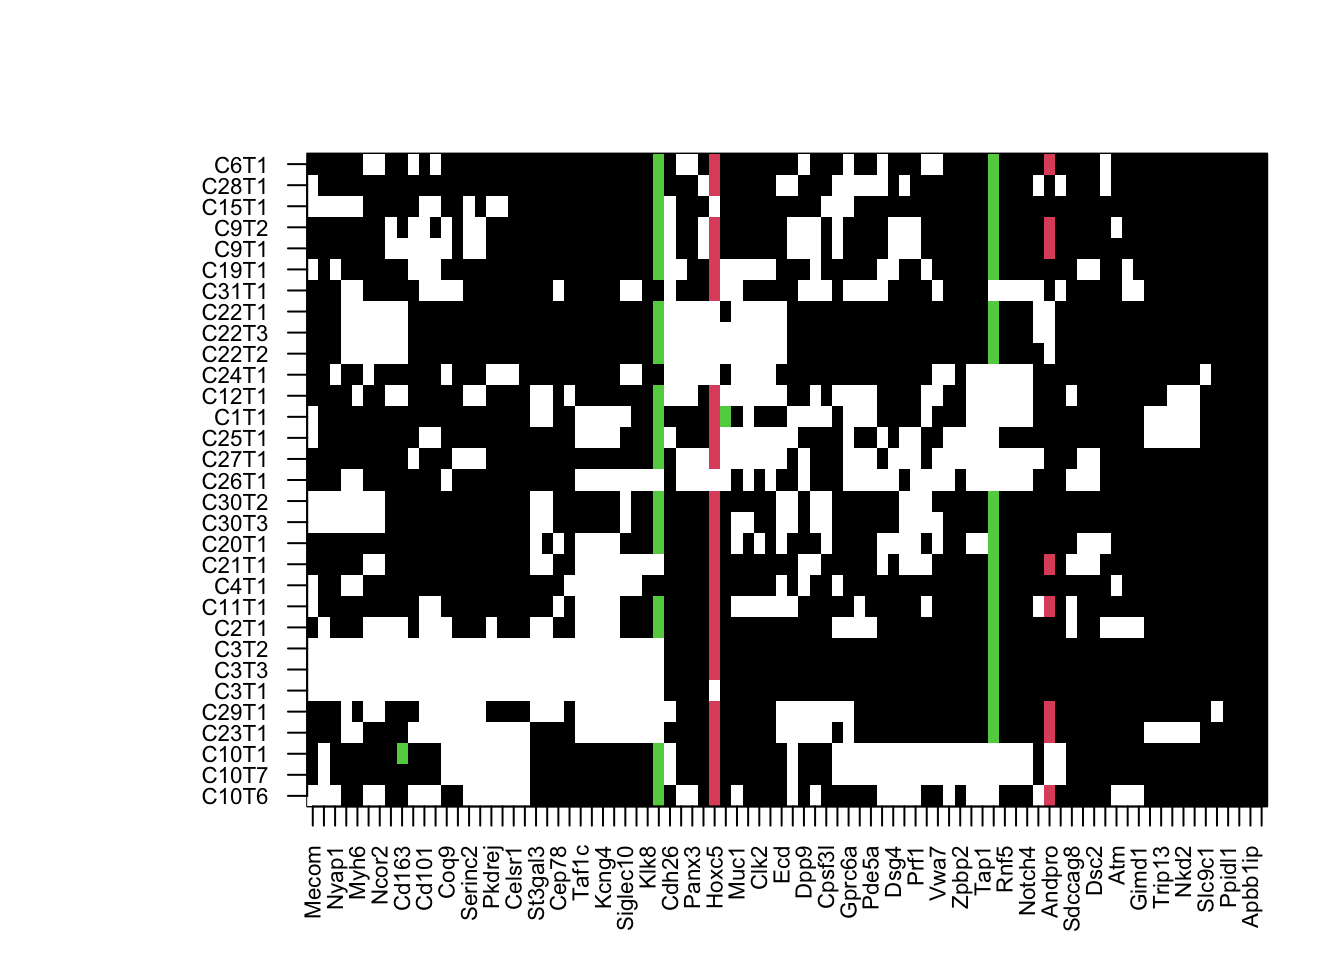 C6T1
C28T1
C15T1
C9T2
C9T1
C19T1
C31T1
C22T1
C22T3
C22T2
C24T1
C12T1
C1T1
C25T1
C27T1
C26T1
C30T2
C30T3
C20T1
C21T1
C4T1
C11T1
C2T1
C3T2
C3T3
C3T1
C29T1
C23T1
C10T1
C10T7
C10T6
Mecom
Nyap1
Myh6
Ncor2
Cd163
Cd101
Coq9
Serinc2
Pkdrej
Celsr1
St3gal3
Cep78
Taf1c
Kcng4
Siglec10
Klk8
Cdh26
Panx3
Hoxc5
Muc1
Clk2
Ecd
Dpp9
Cpsf3l
Gprc6a
Pde5a
Dsg4
Prf1
Vwa7
Zpbp2
Tap1
Rnf5
Notch4
Andpro
Sdccag8
Dsc2
Atm
Gimd1
Trip13
Nkd2
Slc9c1
Ppidl1
Apbb1ip